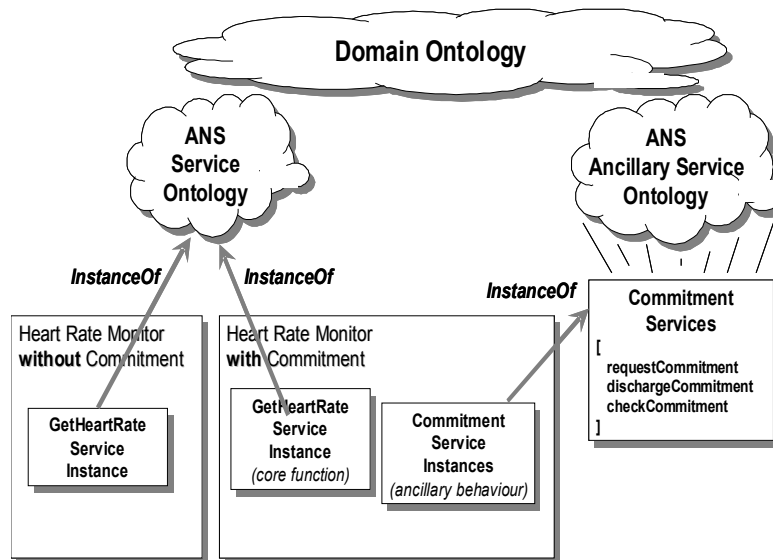 Domain Ontology
ANS
Service
Ontology
ANS
Ancillary Service
Ontology
InstanceOf
InstanceOf
InstanceOf
Heart Rate Monitor
without Commitment
GetHeartRate
Service
Instance
Heart Rate Monitor
with Commitment
GetHeartRate
Service
Instance
(core function)
Commitment
Service
Instances
(ancillary behaviour)
Commitment
Services
[
requestCommitment
dischargeCommitment
checkCommitment
]